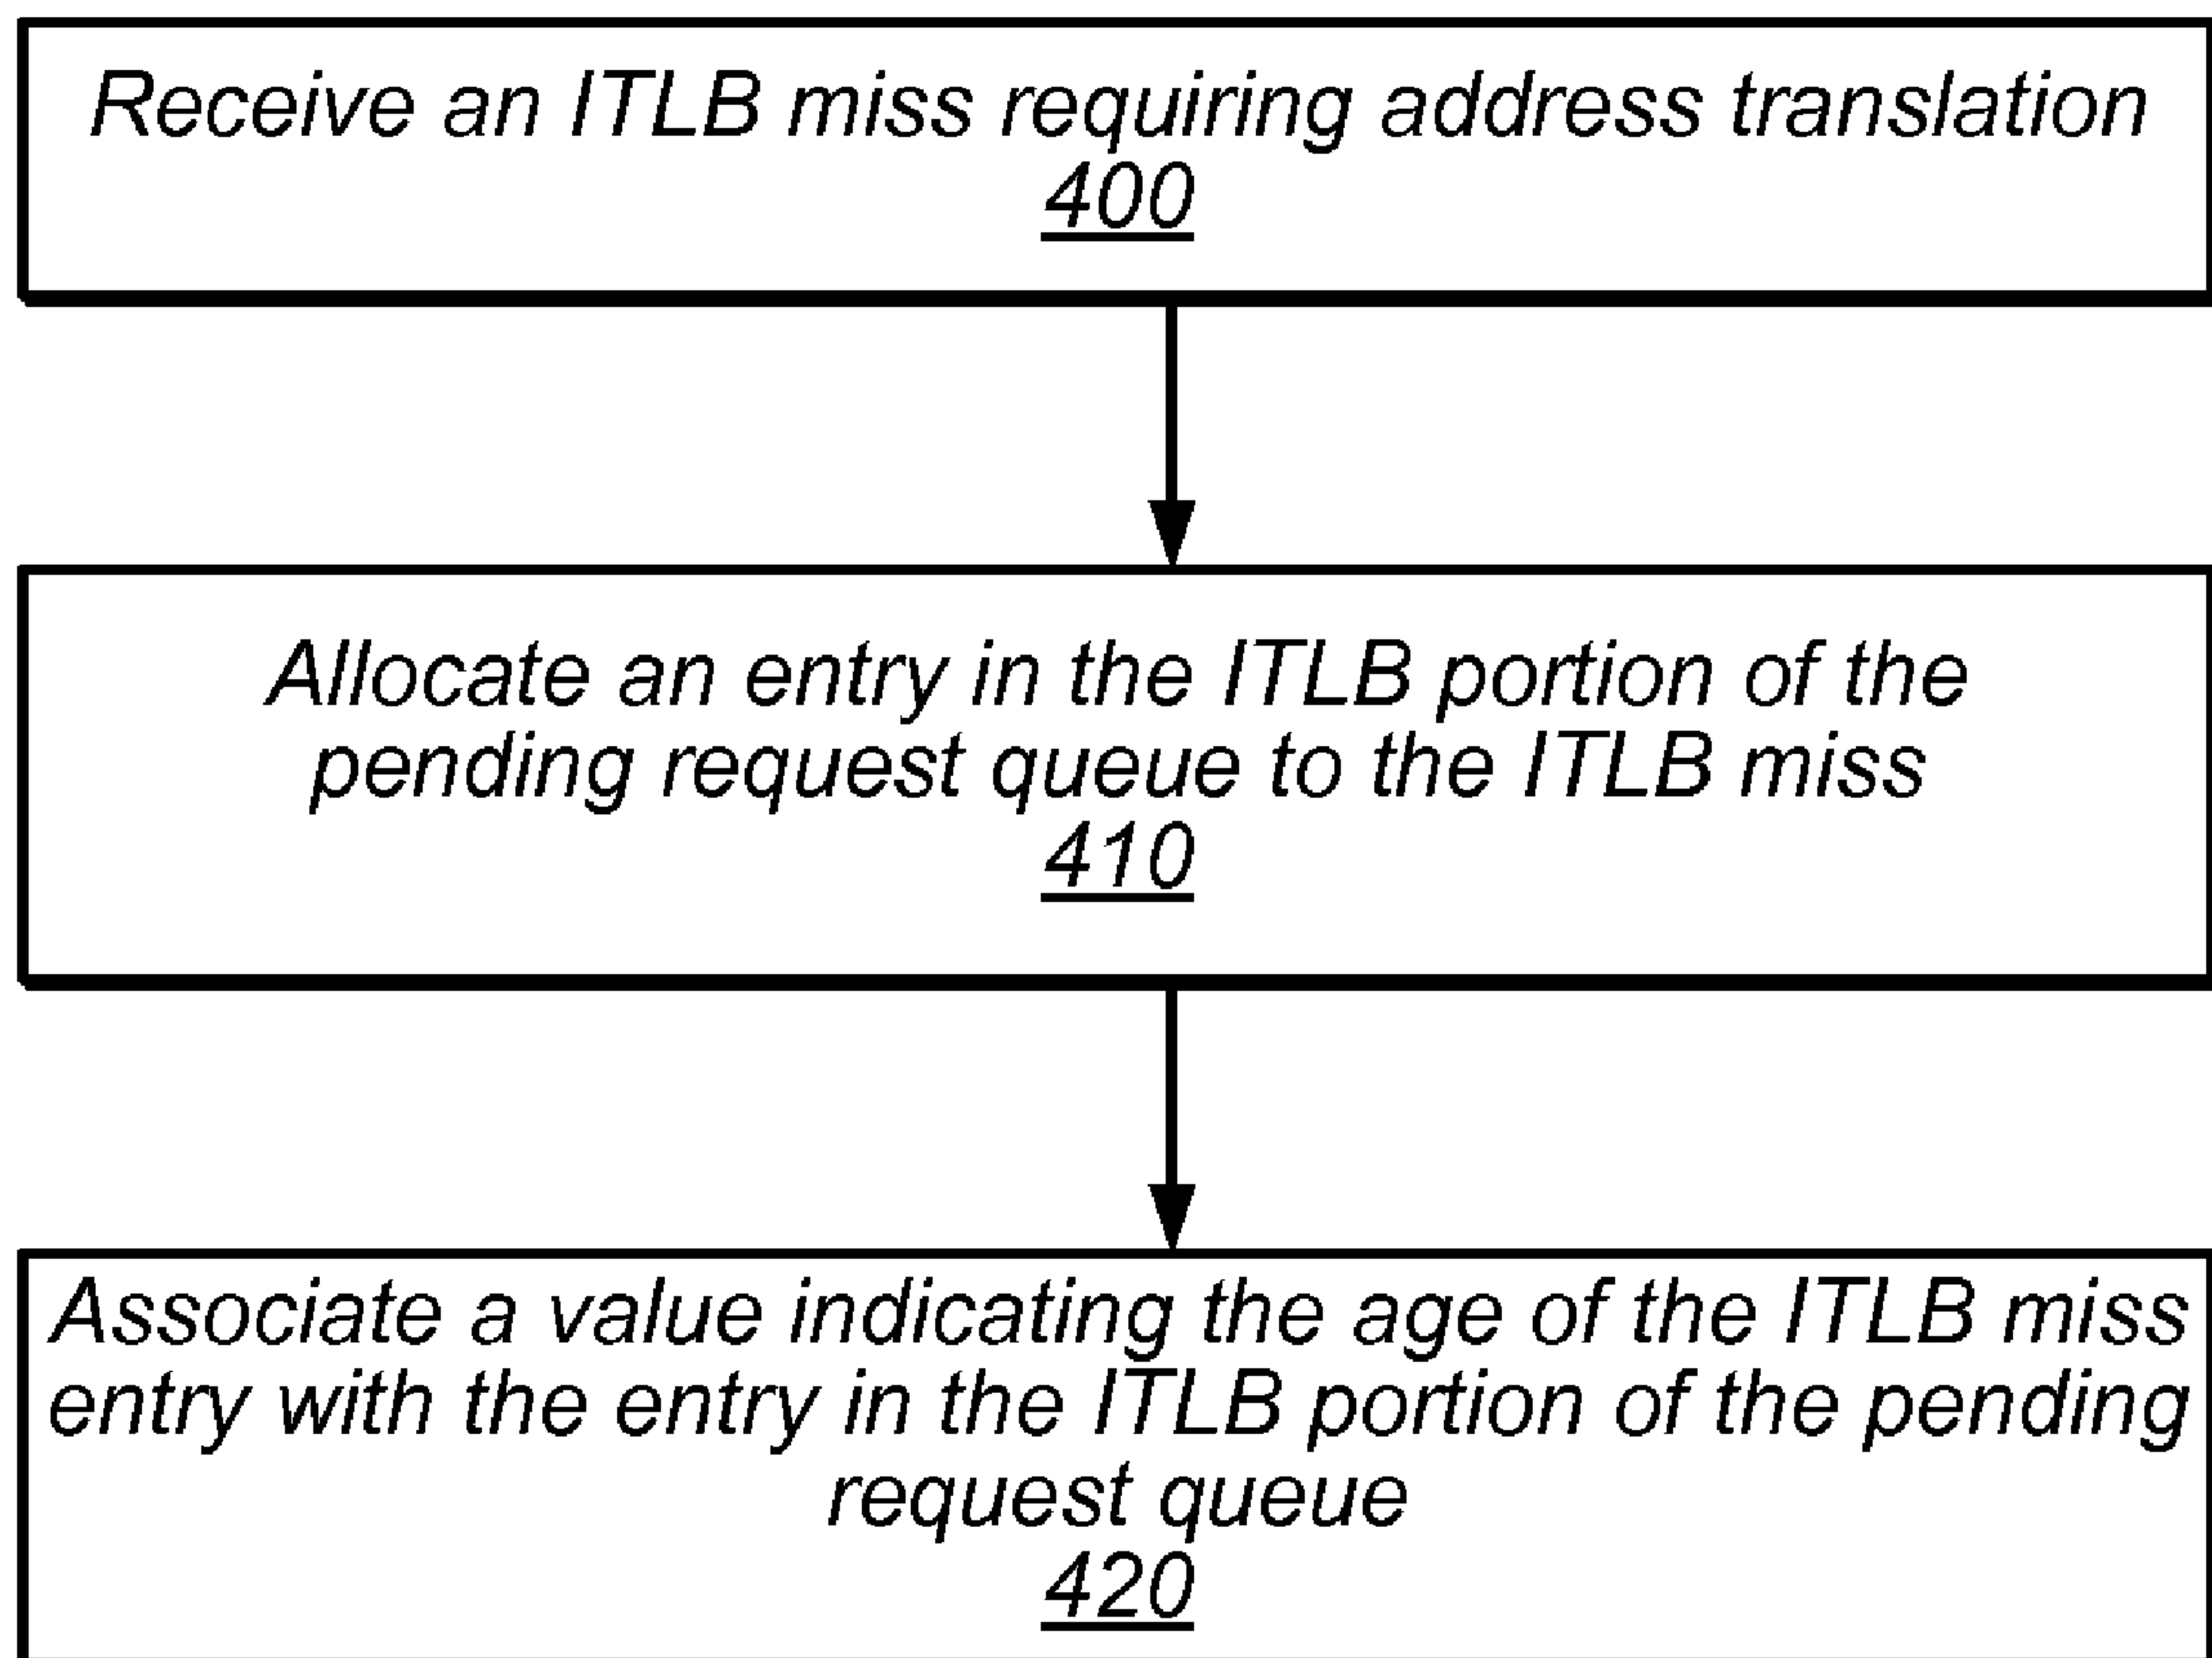 Receive an ITLB miss requiring address translation
400
Allocate an entry in the ITLB portion of the
pending request queue to the ITLB miss
410
Associate a value indicating the age of the ITLB miss
entry with the entry in the ITLB portion of the pending
request queue
420